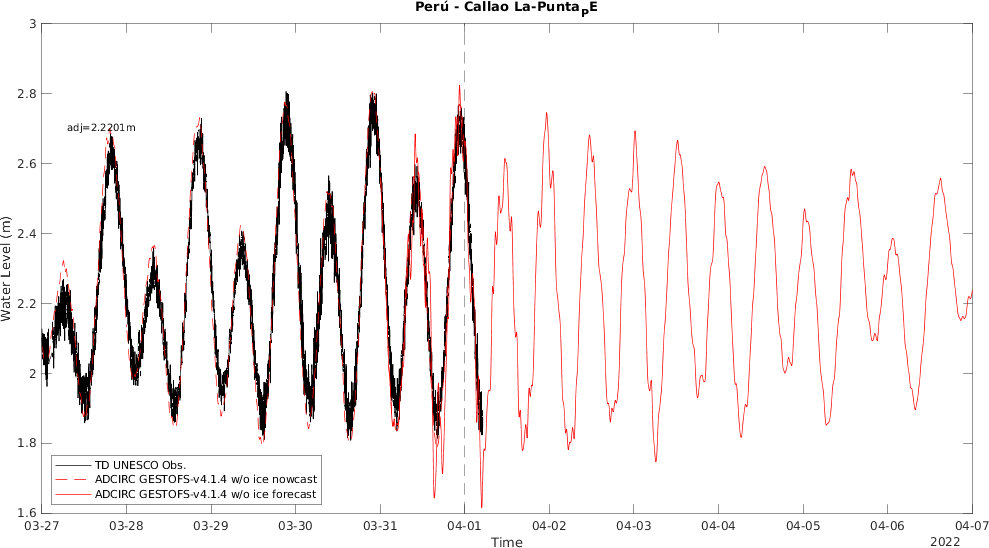 Perú - Callao La-PuntapE
3
2.8
adj=2.2201m
2.6
2.4
Water Level (m)
2.2
2
1.8
TD UNESCO Obs.
ADCIRC GESTOFS-v4.1.4 w/o ice nowcast
ADCIRC GESTOFS-v4.1.4 w/o ice forecast
1.6
03-27 03-28 03-29 03-30 03-31 04-01 04-02 04-03 04-04 04-05 04-06 04-07
Time
2022